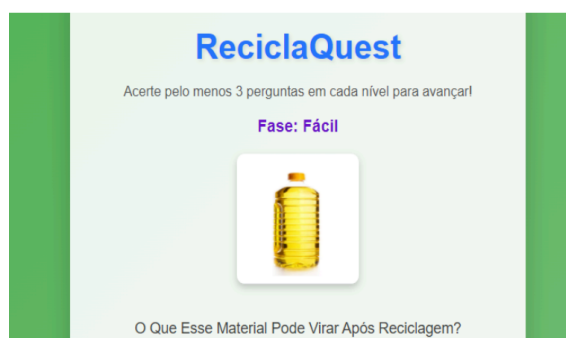 ReciclaQuest
Acerte pelo menos 3 perguntas em cada nível para avançar!
Fase: Fácil
O Que Esse Material Pode Virar Após Reciclagem?